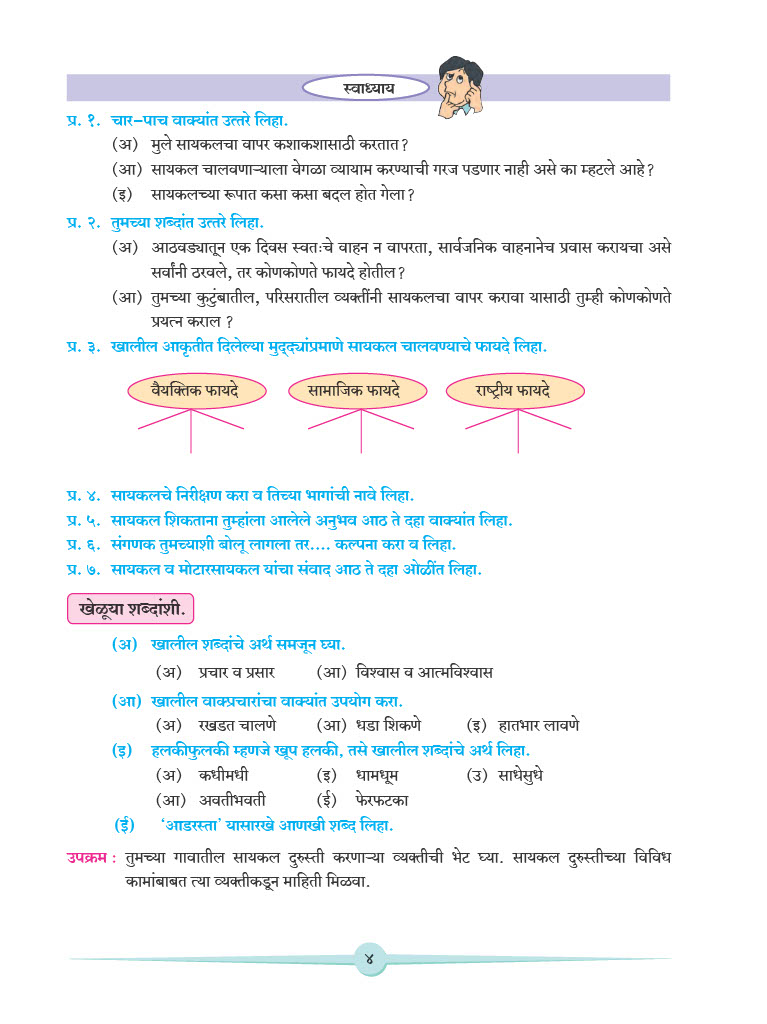 स्वाध्याय
प्र. १. चार-पाच वाक्यांत उत्तरे लिहा.
(अ) मुले सायकलचा वापर कशाकशासाठी करतात?
(आ) सायकल चालवणाऱ्याला वेगळा व्यायाम करण्याची गरज पडणार नाही असे का म्हटले आहे?
(इ) सायकलच्या रूपात कसा कसा बदल होत गेला?
प्र. २. तुमच्या शब्दांत उत्तरे लिहा.
(अ) आठवड्यातून एक दिवस स्वतःचे वाहन न वापरता, सार्वजनिक वाहनानेच प्रवास करायचा असे
सर्वांनी ठरवले, तर कोणकोणते फायदे होतील?
(आ) तुमच्या कुटुंबातील, परिसरातील व्यक्तींनी सायकलचा वापर करावा यासाठी तुम्ही कोणकोणते
प्रयत्न कराल ?
प्र. ३. खालील आकृतीत दिलेल्या मुद्द्यांप्रमाणे सायकल चालवण्याचे फायदे लिहा.
वैयक्तिक फायदे सामाजिक फायदे राष्ट्रीय फायदे
प्र. ४. सायकलचे निरीक्षण करा व तिच्या भागांची नावे लिहा.
प्र. ५. सायकल शिकताना तुम्हांला आलेले अनुभव आठ ते दहा वाक्यांत लिहा.
प्र. ६. संगणक तुमच्याशी बोलू लागला तर.... कल्पना करा व लिहा.
प्र. ७. सायकल व मोटारसायकल यांचा संवाद आठ ते दहा ओळींत लिहा.
खेळूया शब्दांशी.
(अ) खालील शब्दांचे अर्थ समजून घ्या.
(अ) प्रचार व प्रसार (आ) विश्वास व आत्मविश्वास
(आ) खालील वाक्प्रचारांचा वाक्यांत उपयोग करा.
(अ) रखडत चालणे (आ) धडा शिकणे (इ) हातभार लावणे
(इ) हलकीफुलकी म्हणजे खूप हलकी, तसे खालील शब्दांचे अर्थ लिहा.
(अ) कधीमधी (इ) धामधूम (उ) साधेसुधे
(आ) अवतीभवती (ई) फेरफटका
(ई) ‘आडरस्ता’ यासारखे आणखी शब्द लिहा.
उपक्रम : तुमच्या गावातील सायकल दुरुस्ती करणाऱ्या व्यक्तीची भेट घ्या. सायकल दुरुस्तीच्या विविध
कामांबाबत त्या व्यक्तीकडून माहिती मिळवा.
४